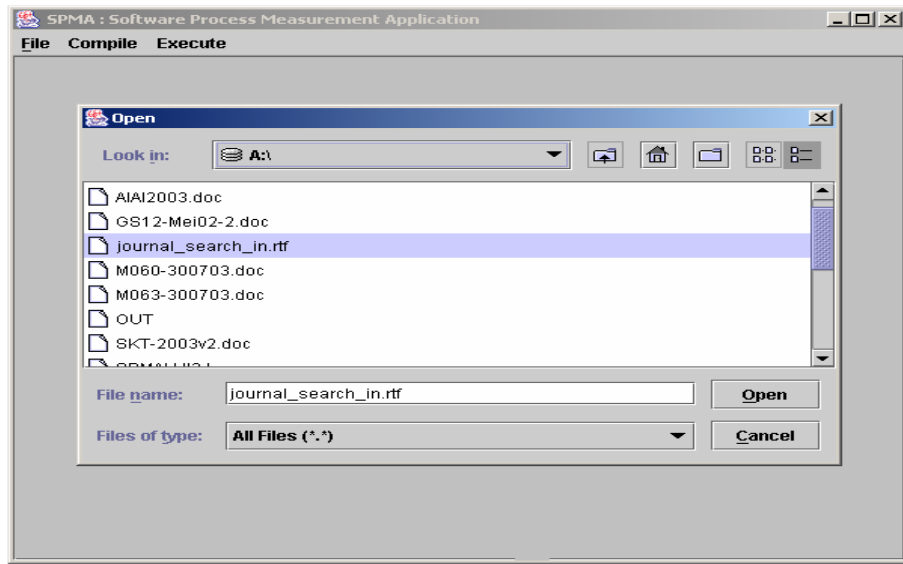 SPMA : Software Process Measurement Application
File Compile Execute
Open
Look in: A:\
AIAI2003.doc
GS12-Mei02-2.doc
journal_search_in.rtf
M060-300703.doc
M063-300703.doc
OUT
SKT-2003v2.doc
File name: journal_search_in.rtf Open
Files of type: All Files (*.*) Cancel